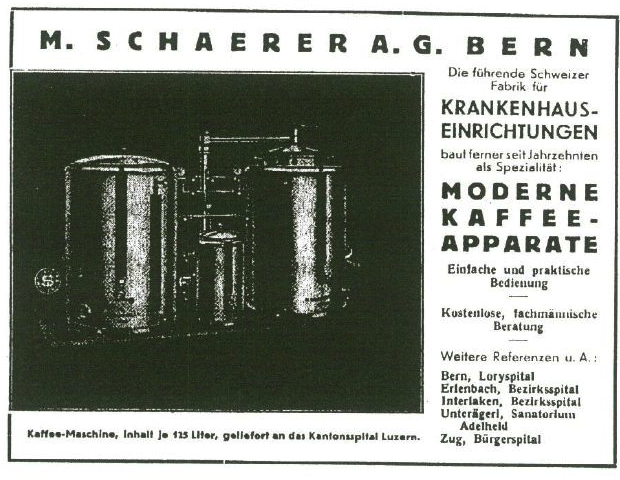 M. SCHAERER A.G. BERN
Die führende Schweizer
Fabrik für
KRANKENHAUS-
EINRICHTUNGEN
baut ferner seit Jahrzehnten
als Spezialität:
MODERNE
KAFFEE-
APPARATE
Einfache und praktische
Bedienung
Kostenlose, fachmännische
Beratung
Weitere Referenzen u. A.:
Bern, Loryspital
Erlenbach, Bezirksspital
Interlaken, Bezirksspital
Unterägeri, Sanatorium
Adelheid
Zug, Bürgerspital
S
Kaffee-Maschine, Inhalt je 125 Liter, geliefert an das Kantonsspital Luzern.